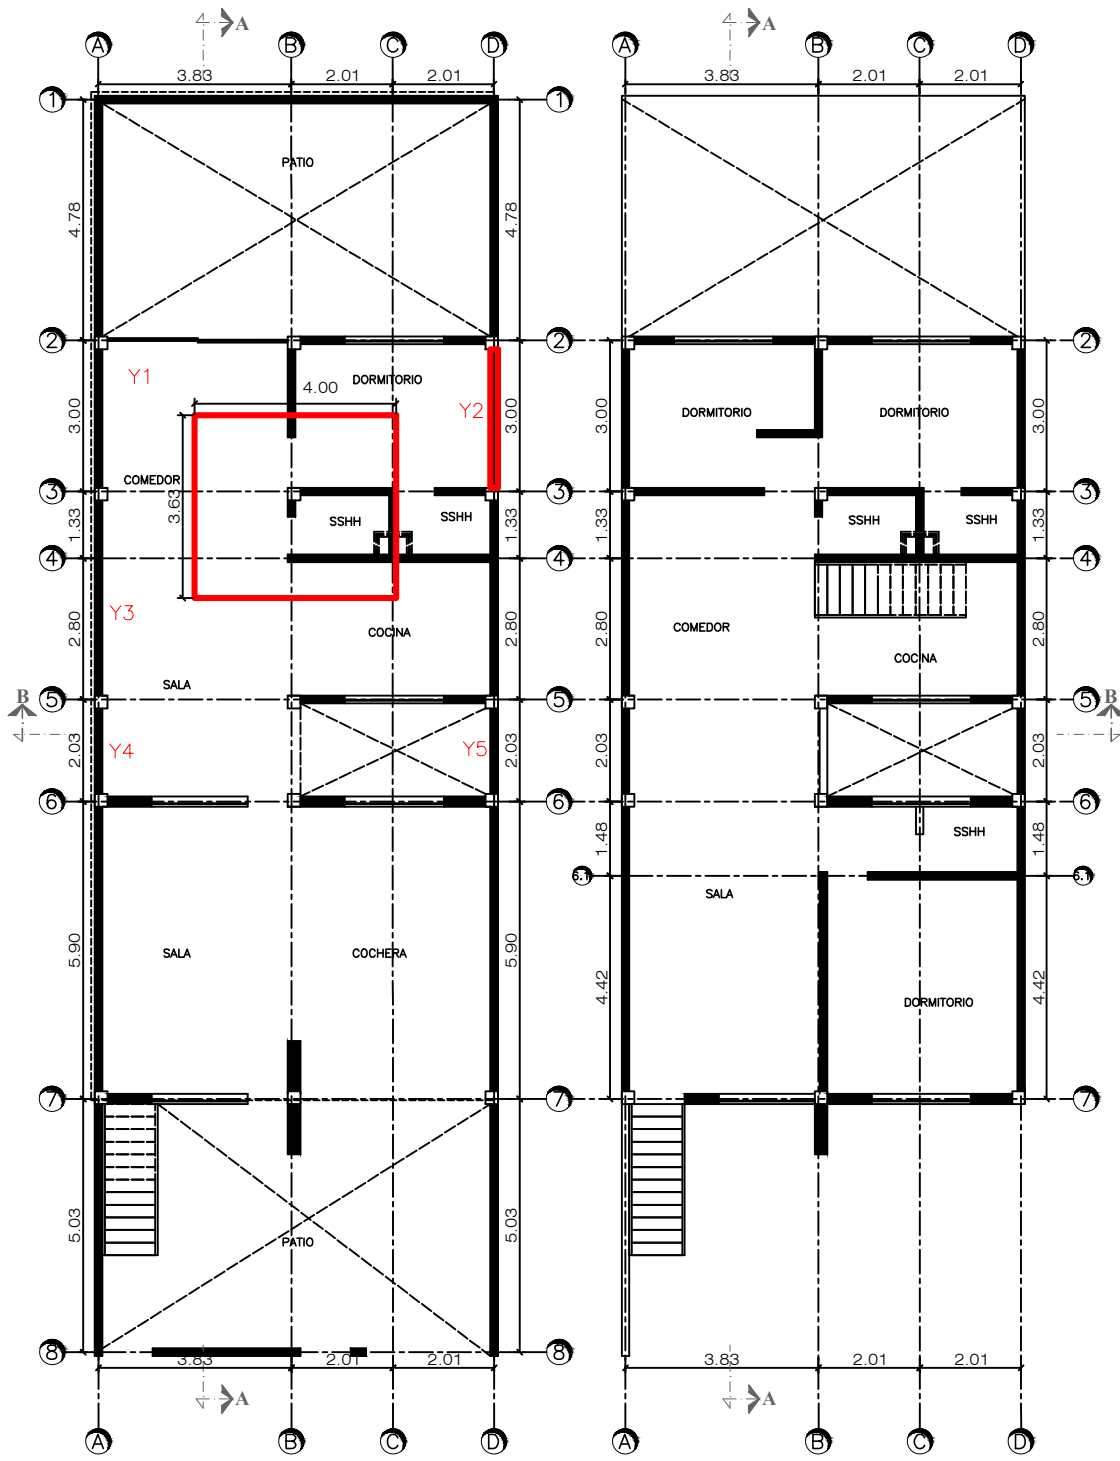 A A
A B C D A B C D
3.83 2.01 2.01 3.83 2.01 2.01
1 1
PATIO
4.78 4.78
2 2 2
Y1 DORMITORIO
4.00
Y2
3.00 3.00 3.00 3.00
DORMITORIO DORMITORIO
COMEDOR
3.63
3 3 3
SSHH SSHH SSHH SSHH
1.33 1.33 1.33 1.33
4 4 4
Y3
COCINA COMEDOR
2.80 2.80 2.80 2.80
COCINA
SALA
B B
5 5 5
Y4 Y5
2.03 2.03 2.03 2.03
6 6 6
SSHH
1.48 1.48
6.1 6.1
SALA
SALA COCHERA
5.90 5.90
4.42 4.42
DORMITORIO
7 7 7
5.03 5.03
PATIO
8 8
3.83 2.01 2.01 3.83 2.01 2.01
A A
A B C D A B C D